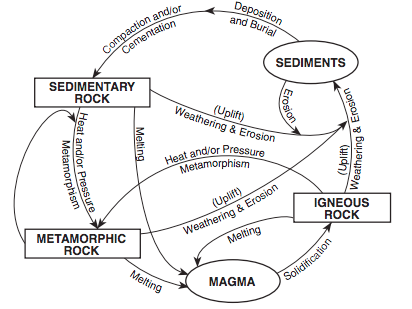 Deposition
and Burial
Compaction and/or
Cementation
SEDIMENTS
SEDIMENTARY
ROCK
Erosion
(Uplift)
Weathering & Erosion
(Uplift)
Weathering & Erosion
Melting
Heat and/or Pressure
Metamorphism
Heat and/or Pressure
Metamorphism
(Uplift)
Weathering & Erosion
IGNEOUS
ROCK
Melting
METAMORPHIC
ROCK
Melting
MAGMA
Solidification